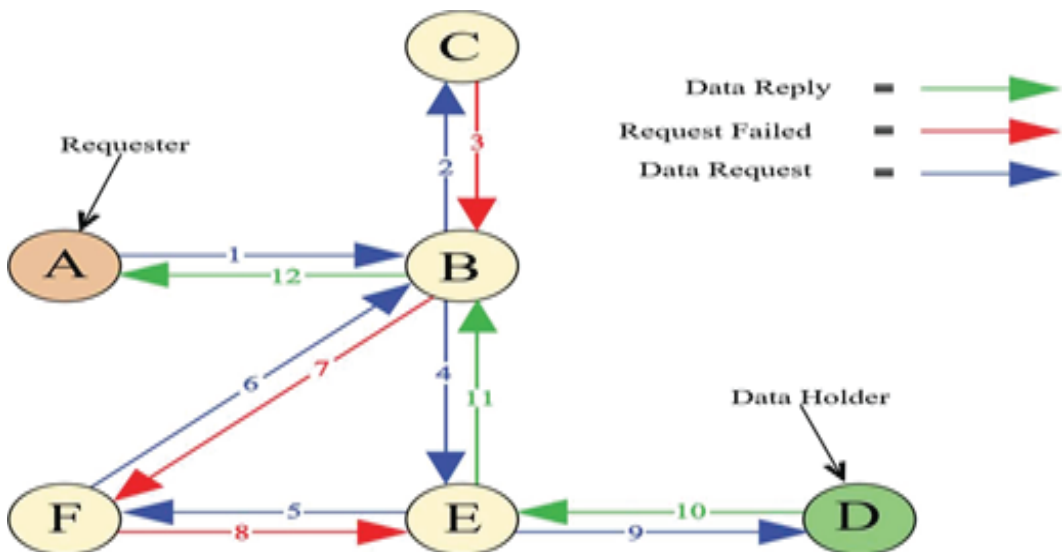 C
Data Reply =
Request Failed =
Data Request =
Requester
2
3
A
1
12
B
6
7
4
11
Data Holder
F
5
8
E
10
9
D